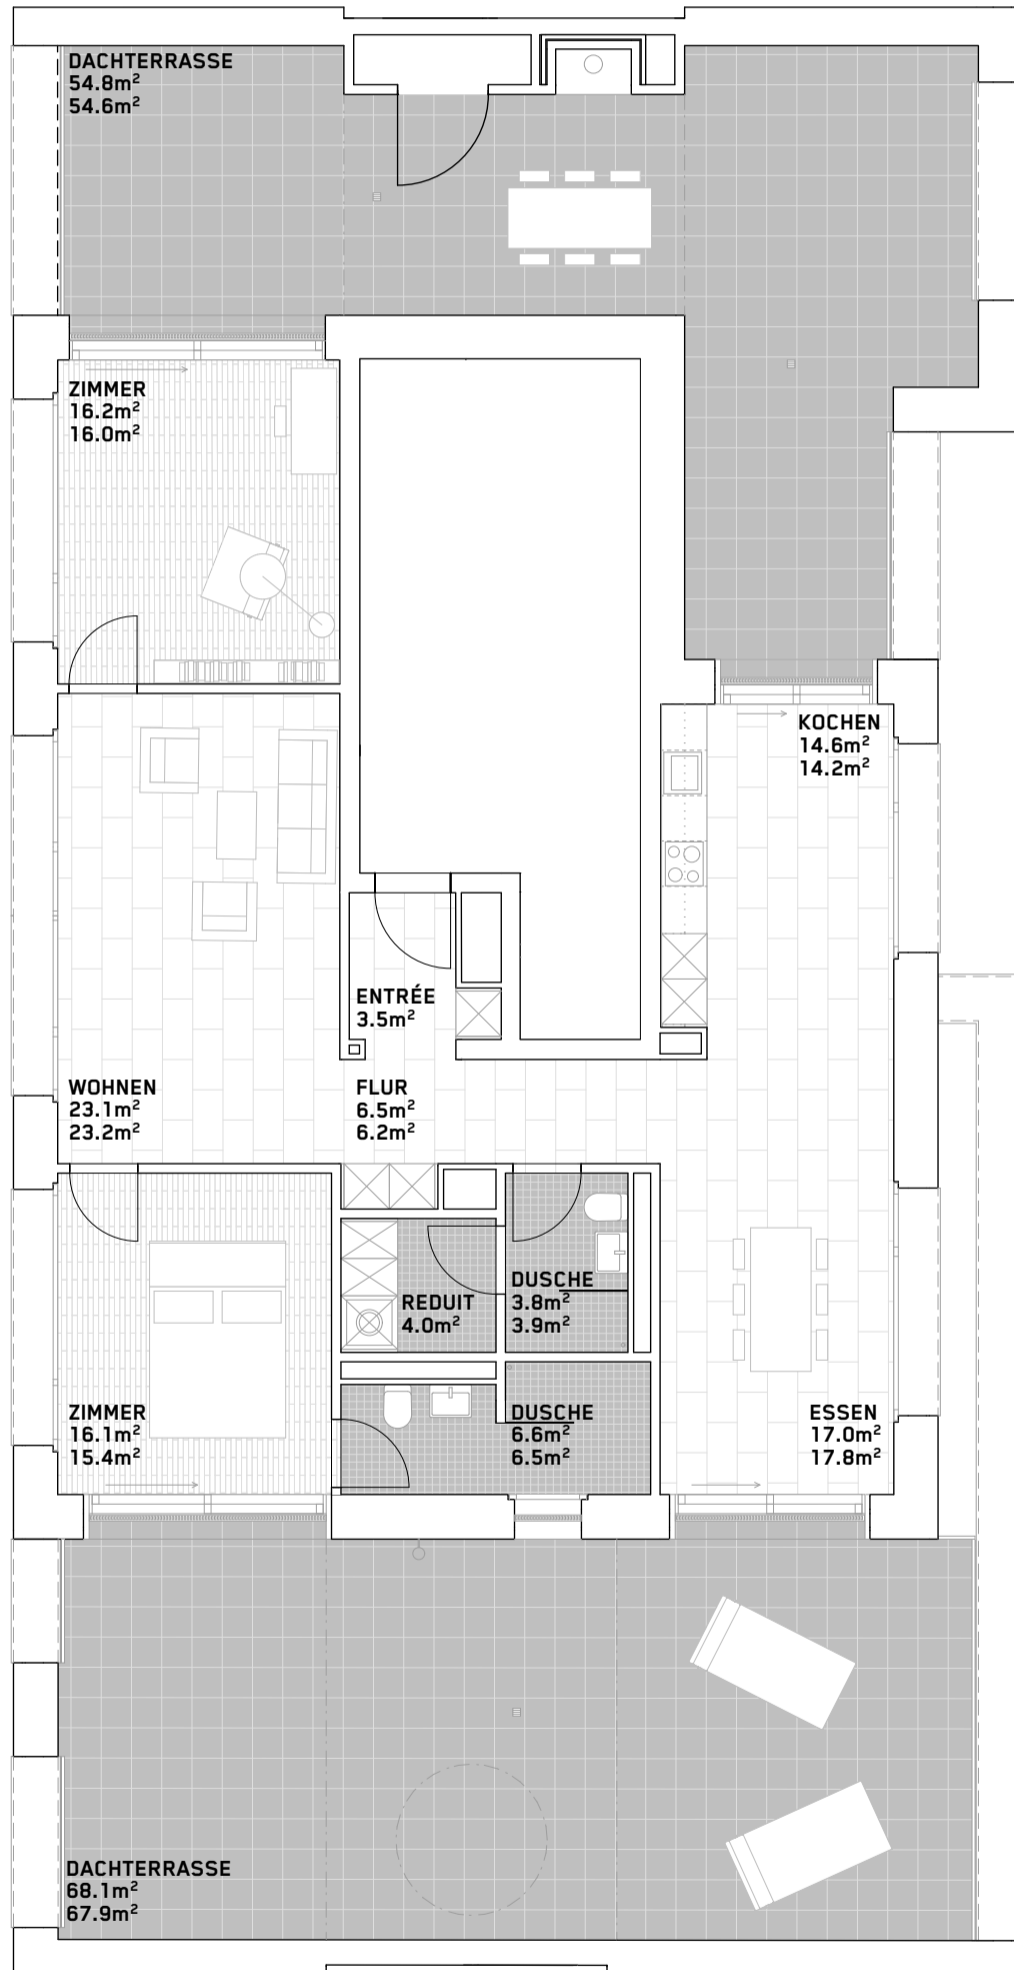 DACHTERRASSE
54.8m²
54.6m²
ZIMMER
16.2m²
16.0m²
KOCHEN
14.6m²
14.2m²
ENTRÉE
3.5m²
WOHNEN
23.1m²
23.2m²
FLUR
6.5m²
6.2m²
DUSCHE
3.8m²
3.9m²
REDUIT
4.0m²
ZIMMER
16.1m²
15.4m²
DUSCHE
6.6m²
6.5m²
ESSEN
17.0m²
17.8m²
DACHTERRASSE
68.1m²
67.9m²